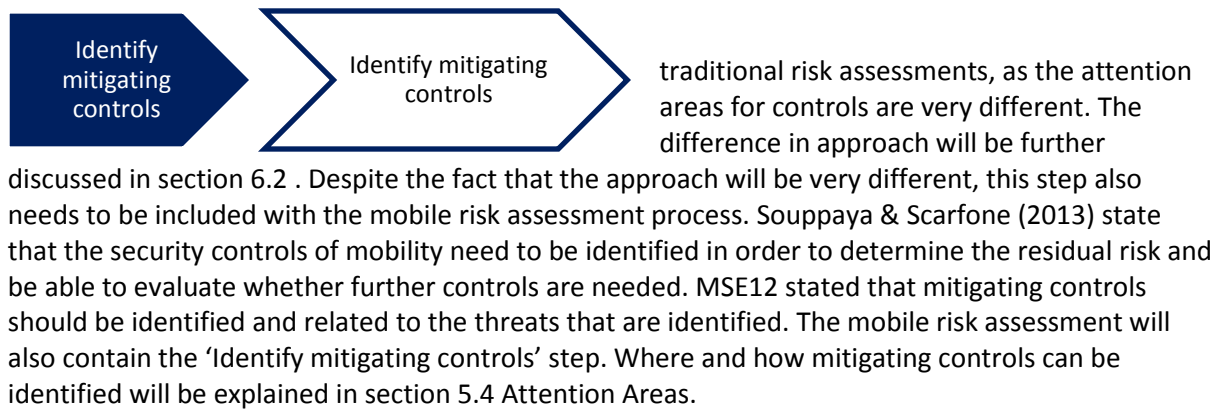 Identify
mitigating
controls
Identify mitigating
controls
traditional risk assessments, as the attention
areas for controls are very different. The
difference in approach will be further
discussed in section 6.2 . Despite the fact that the approach will be very different, this step also
needs to be included with the mobile risk assessment process. Souppaya & Scarfone (2013) state
that the security controls of mobility need to be identified in order to determine the residual risk and
be able to evaluate whether further controls are needed. MSE12 stated that mitigating controls
should be identified and related to the threats that are identified. The mobile risk assessment will
also contain the ‘Identify mitigating controls’ step. Where and how mitigating controls can be
identified will be explained in section 5.4 Attention Areas.